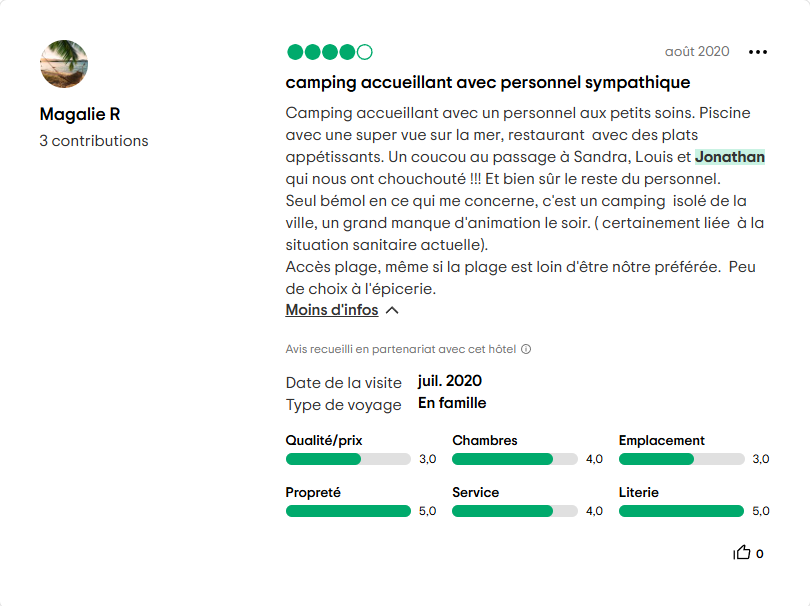 Magalie R
3 contributions
août 2020
camping accueillant avec personnel sympathique
Camping accueillant avec un personnel aux petits soins. Piscine
avec une super vue sur la mer, restaurant  avec des plats
appétissants. Un coucou au passage à Sandra, Louis et Jonathan
qui nous ont chouchouté !!! Et bien sûr le reste du personnel.
Seul bémol en ce qui me concerne, c'est un camping  isolé de la
ville, un grand manque d'animation le soir. ( certainement liée  à la
situation sanitaire actuelle).
Accès plage, même si la plage est loin d'être nôtre préférée.  Peu
de choix à l'épicerie.
Moins d'infos
Avis recueilli en partenariat avec cet hôtel
Date de la visite juil. 2020
Type de voyage En famille
Qualité/prix Chambres Emplacement
3,0 4,0 3,0
Propreté Service Literie
5,0 4,0 5,0
0